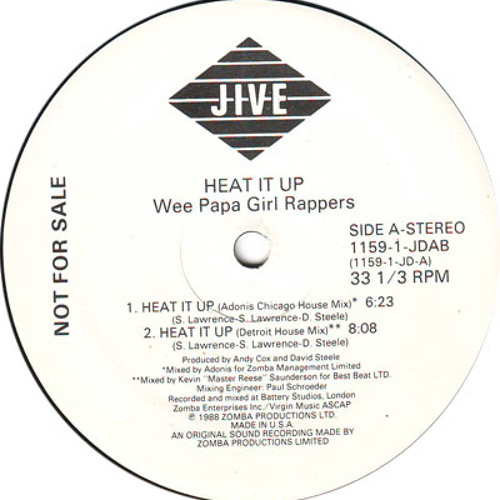 JIVE
HEAT IT UP
Wee Papa Girl Rappers
NOT FOR SALE
SIDE A-STEREO
1159-1-JDAB
(1159-1-JD-A)
33 1/3 RPM
1. HEAT IT UP (Adonis Chicago House Mix)* 6:23
(S. Lawrence-S. Lawrence-D. Steele)
2. HEAT IT UP (Detroit House Mix)** 8:08
(S. Lawrence-S. Lawrence-D. Steele)
Produced by Andy Cox and David Steele
*Mixed by Adonis for Zomba Management Limited
**Mixed by Kevin "Master Reese" Saunderson for Best Beat LTD.
Mixing Engineer: Paul Schroeder
Recorded and mixed at Battery Studios, London
Zomba Enterprises Inc./Virgin Music ASCAP
℗ 1988 ZOMBA PRODUCTIONS LTD.
MADE IN U.S.A.
AN ORIGINAL SOUND RECORDING MADE BY
ZOMBA PRODUCTIONS LIMITED